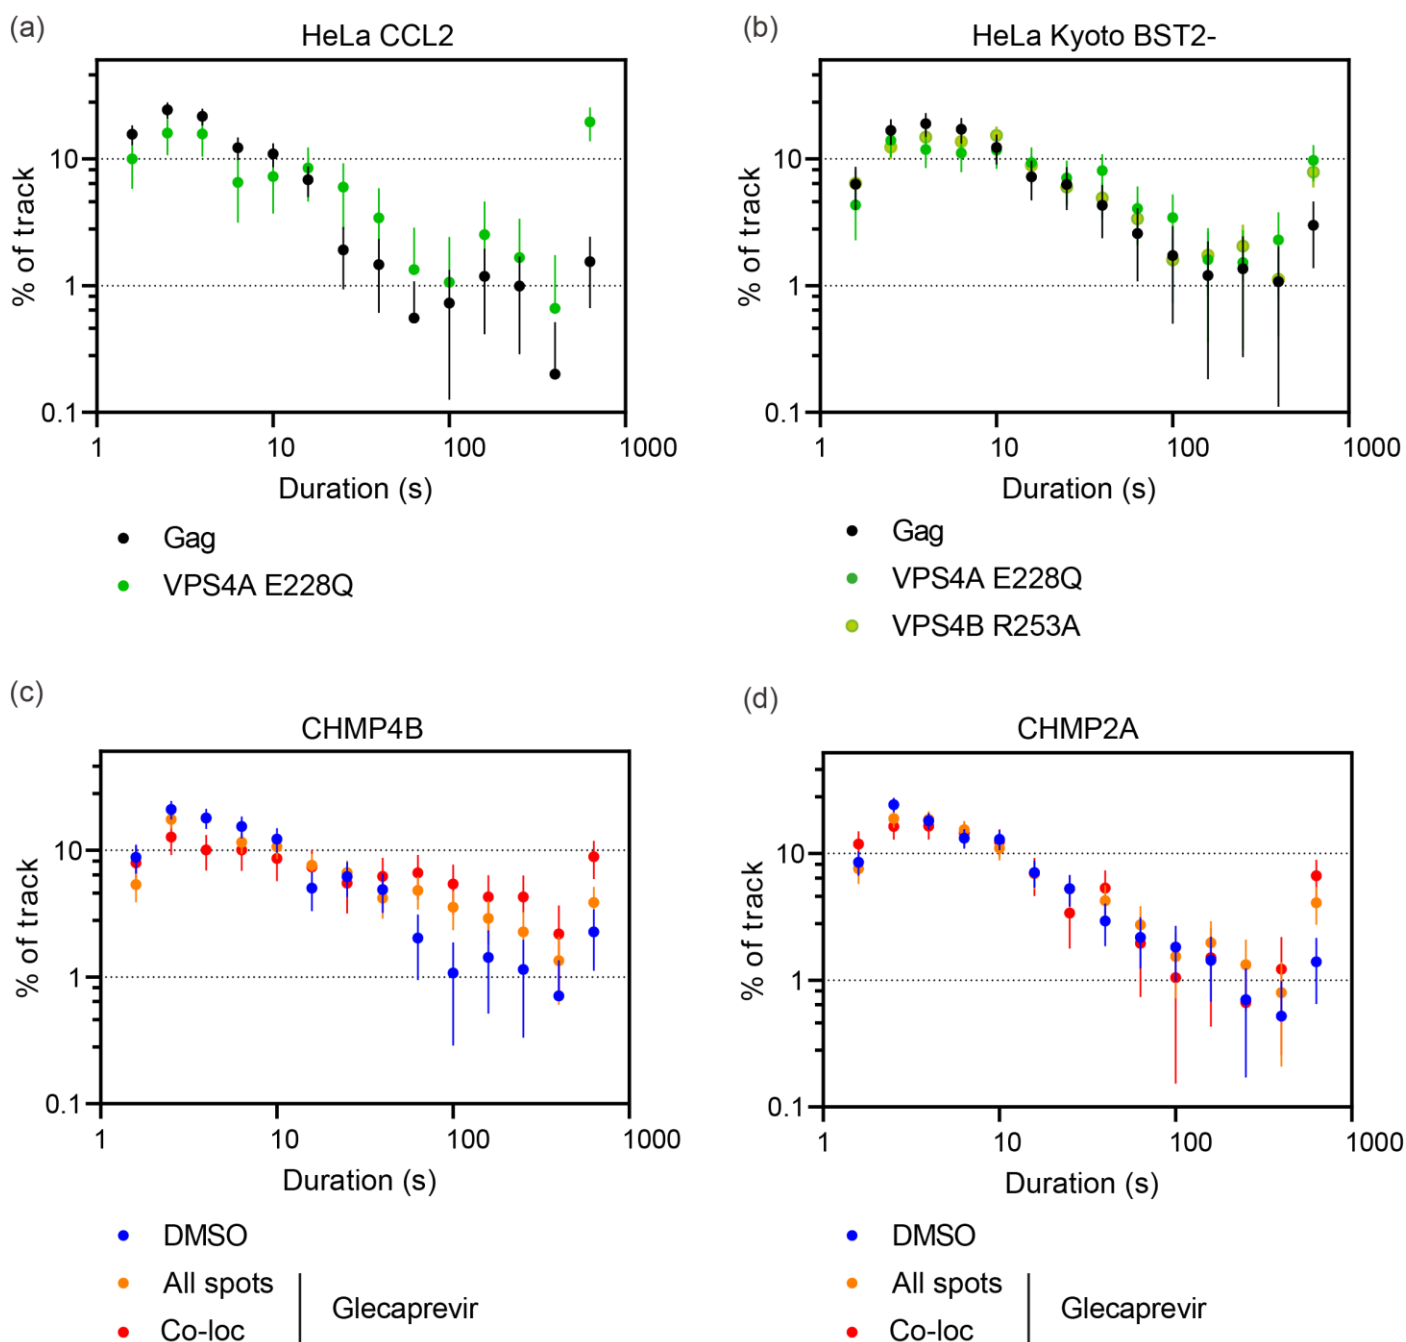 (a)
HeLa CCL2
% of track
10
1
0.1
1
10
100
1000
Duration (s)
Gag
VPS4A E228Q
(b)
HeLa Kyoto BST2-
% of track
10
1
0.1
1
10
100
1000
Duration (s)
Gag
VPS4A E228Q
VPS4B R253A
(c)
CHMP4B
% of track
10
1
0.1
1
10
100
1000
Duration (s)
DMSO
All spots
Co-loc
Glecaprevir
(d)
CHMP2A
% of track
10
1
0.1
1
10
100
1000
Duration (s)
DMSO
All spots
Co-loc
Glecaprevir